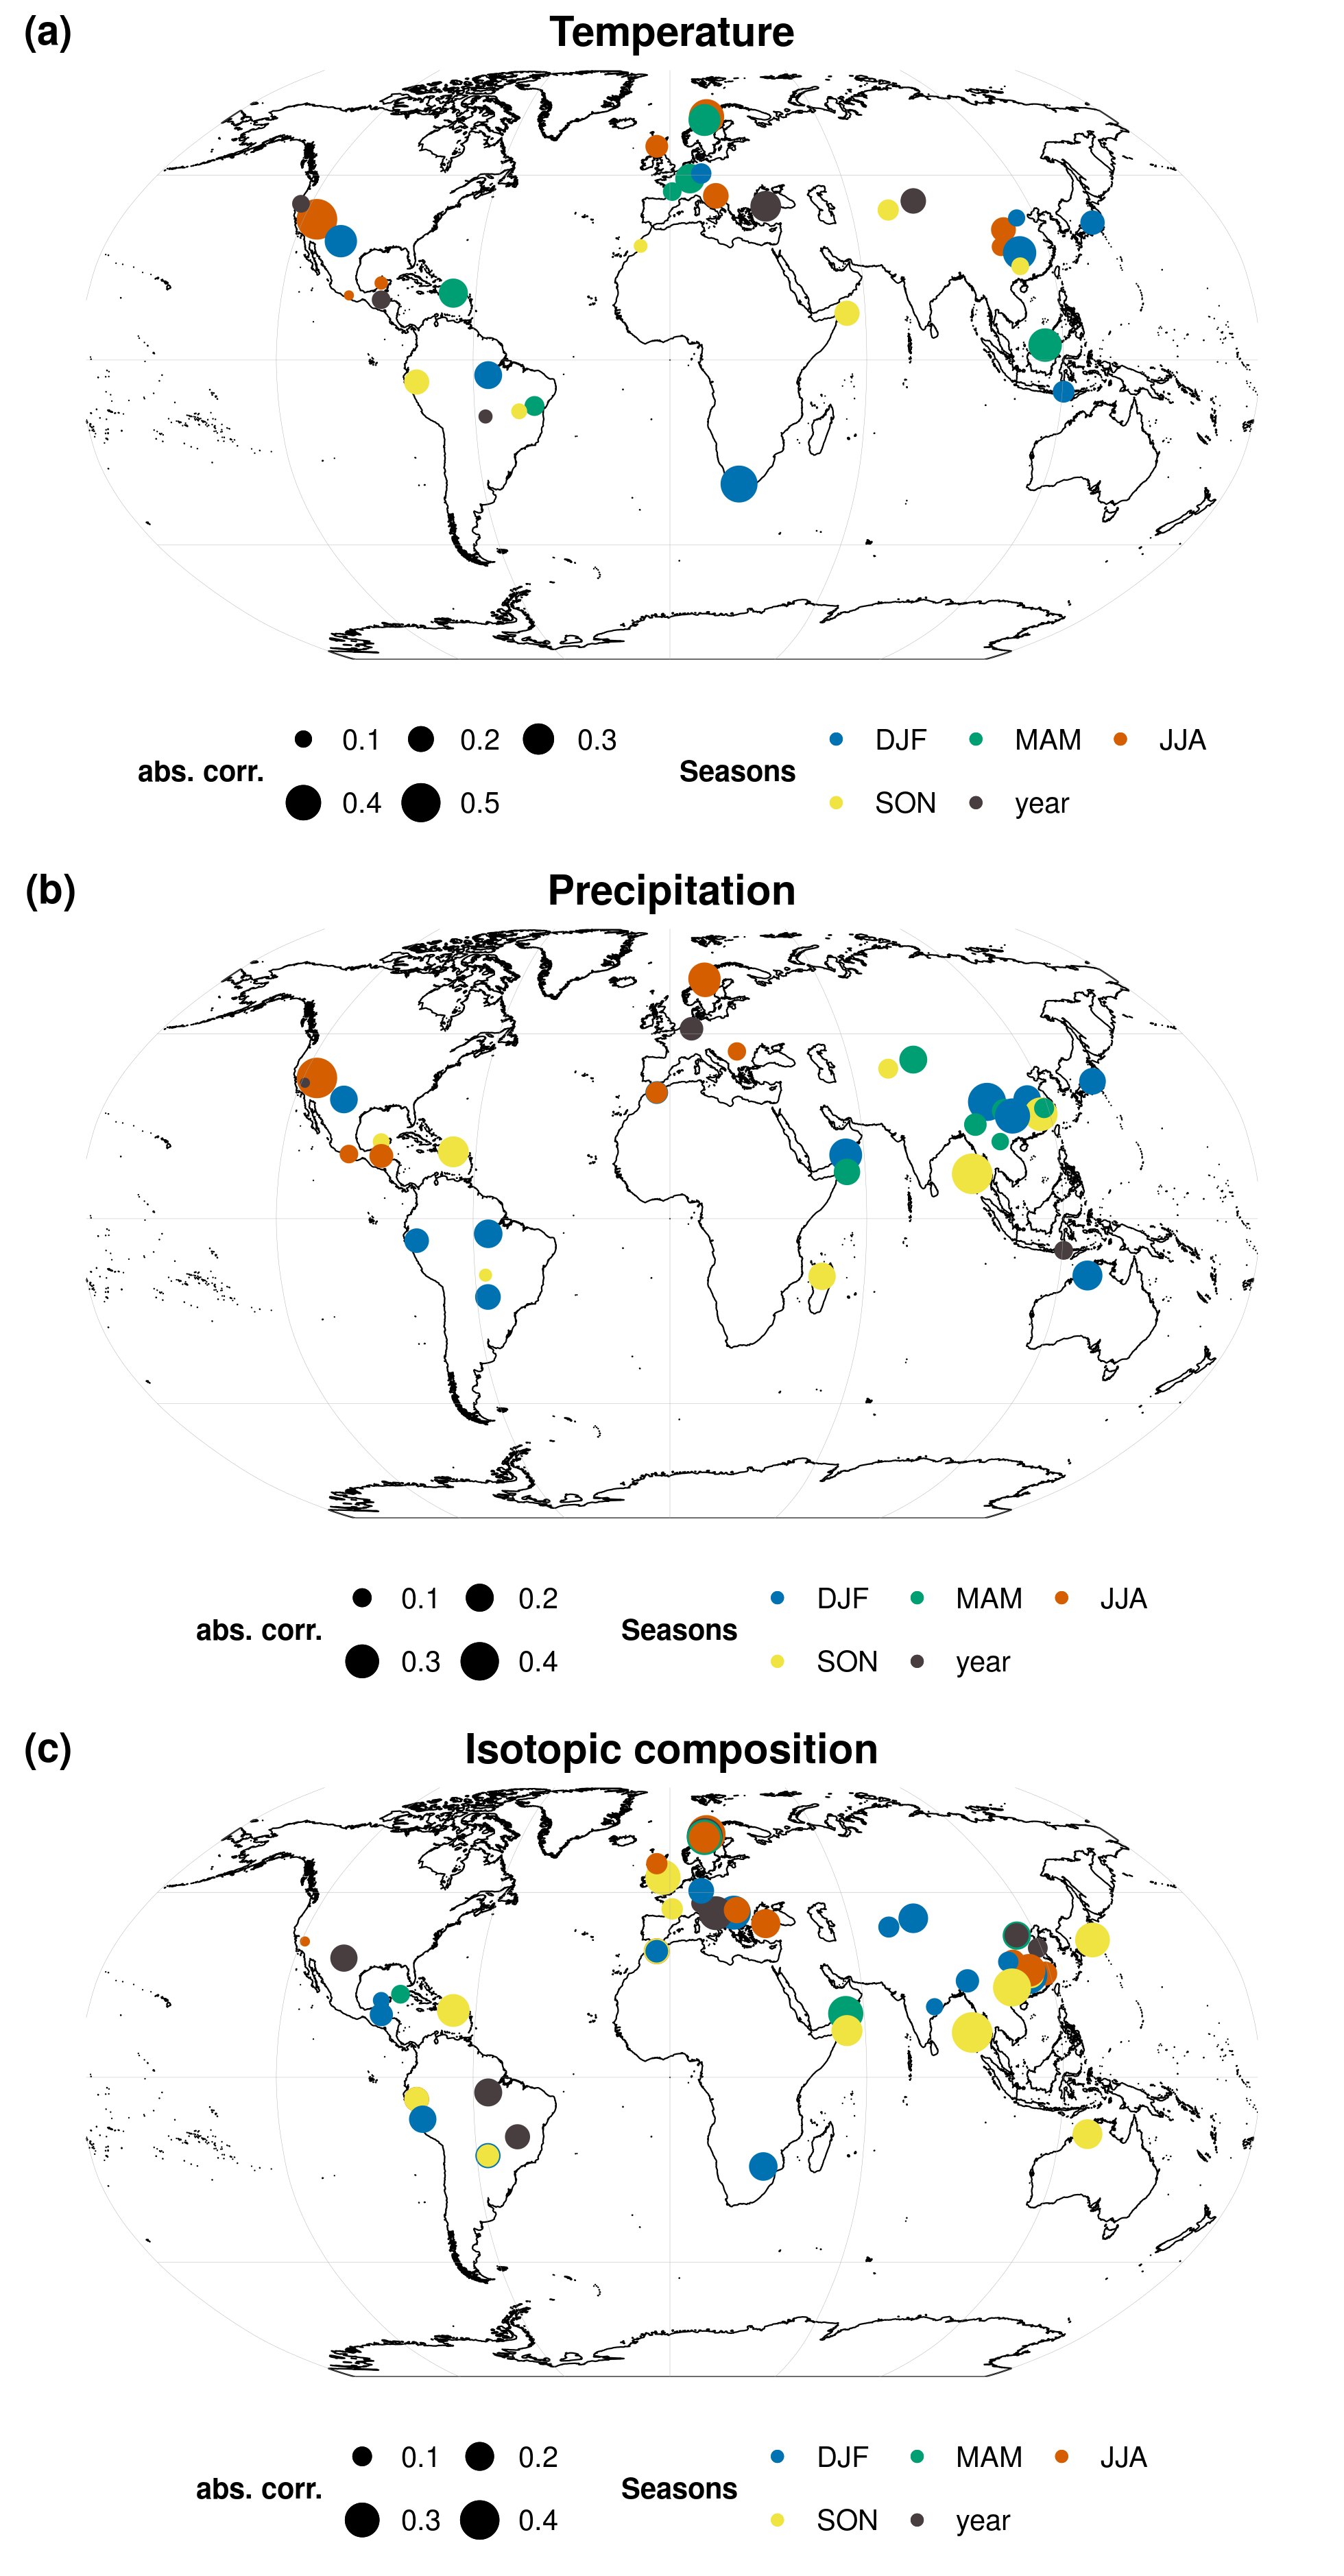 (a) Temperature
0.1 0.2 0.3 DJF MAM JJA
abs. corr. Seasons
0.4 0.5 SON year
(b) Precipitation
0.1 0.2 DJF MAM JJA
abs. corr. Seasons
0.3 0.4 SON year
(c) Isotopic composition
0.1 0.2 DJF MAM JJA
abs. corr. Seasons
0.3 0.4 SON year